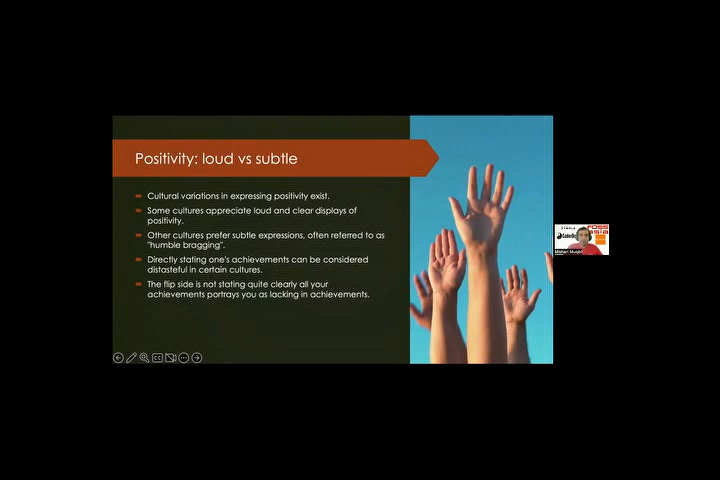 Positivity: loud vs subtle
Cultural variations in expressing positivity exist.
Some cultures appreciate loud and clear displays of
positivity.
Other cultures prefer subtle expressions, often referred to as
"humble bragging".
Directly stating one's achievements can be considered
distasteful in certain cultures.
The flip side is not stating quite clearly all your
achievements portrays you as lacking in achievements.
CC
FOSS